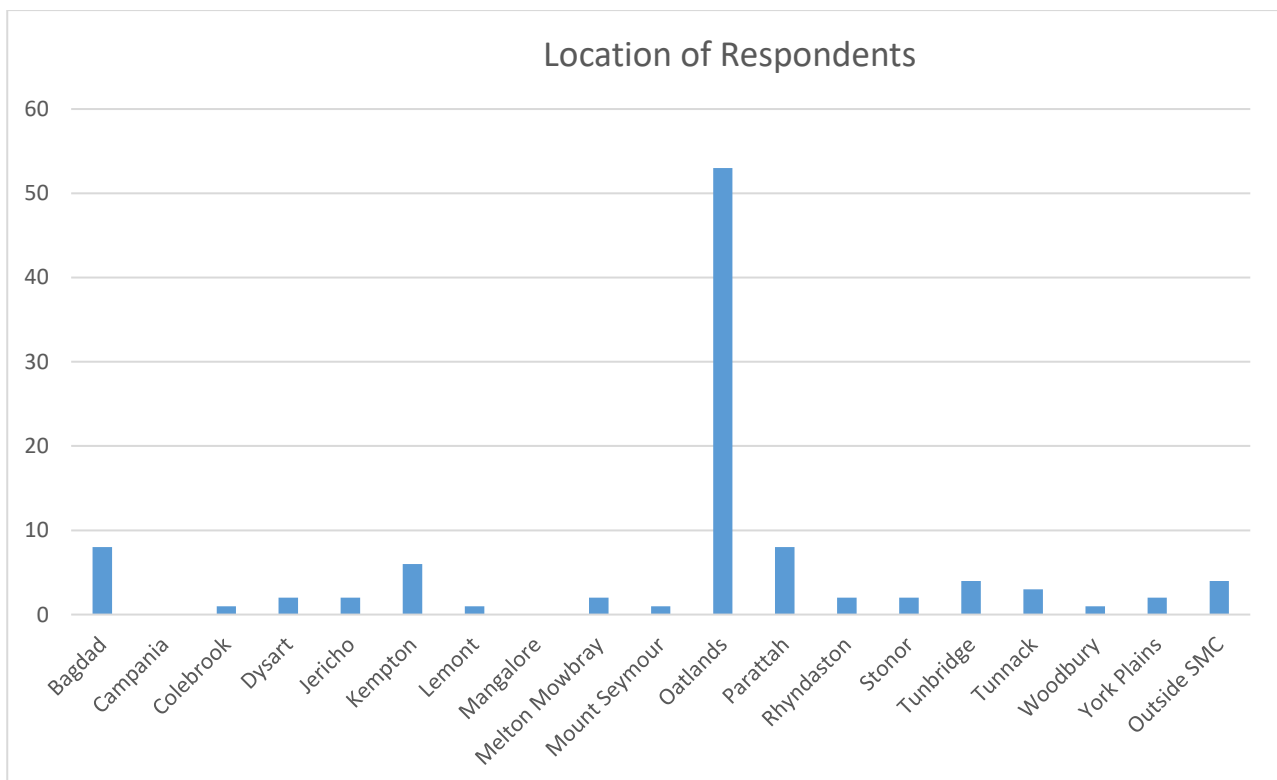 Location of Respondents
60
50
40
30
20
10
0
Bagdad
Campania
Colebrook
Dysart
Jericho
Kempton
Lemont
Mangalore
Melton Mowbray
Mount Seymour
Oatlands
Parattah
Rhyndaston
Stonor
Tunbridge
Tunnack
Woodbury
York Plains
Outside SMC